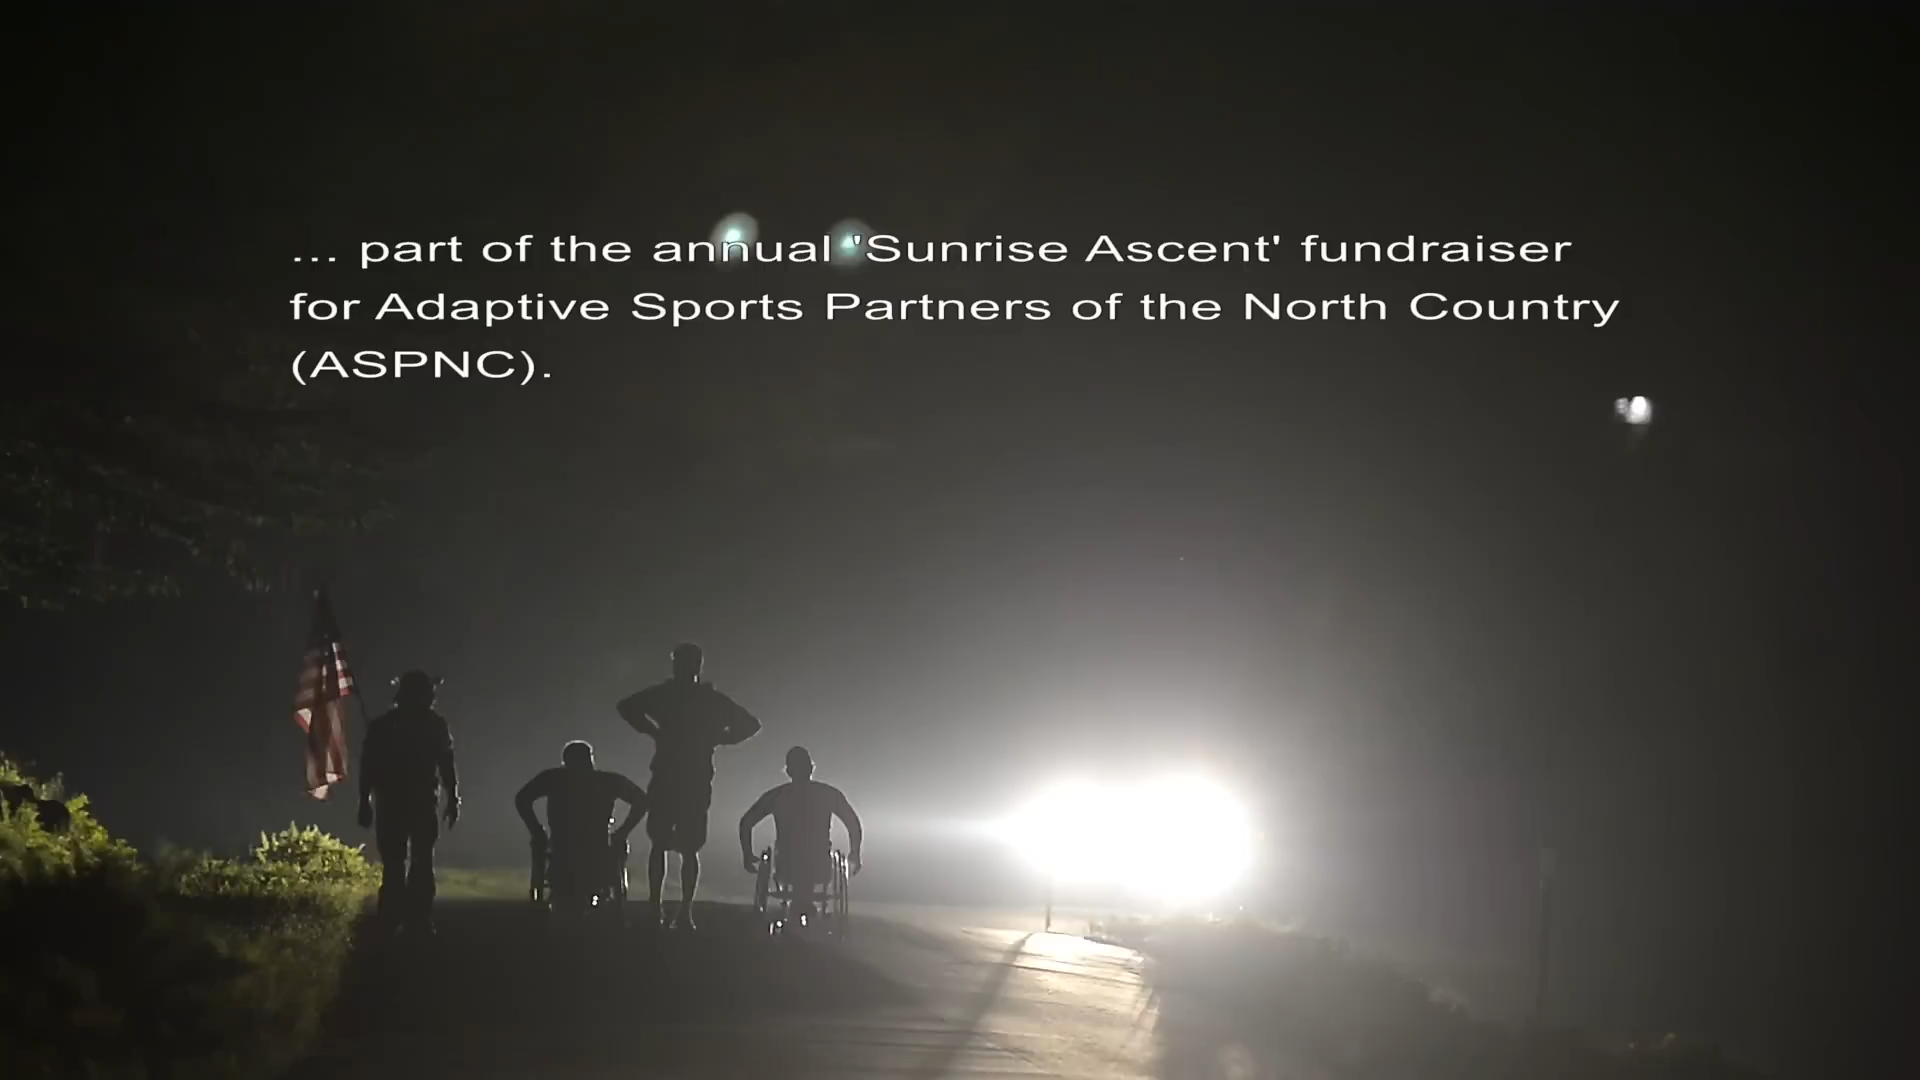 ... part of the annual 'Sunrise Ascent' fundraiser
for Adaptive Sports Partners of the North Country
(ASPNC).